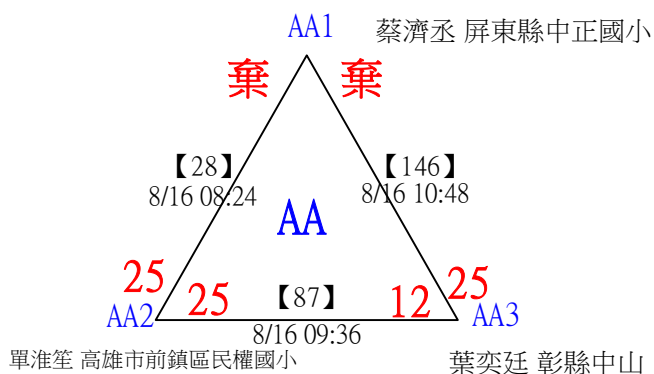 AA1
蔡濟丞 屏東縣中正國小
棄 棄
【28】
8/16 08:24
【146】
8/16 10:48
AA
25
25
【87】
12
25
AA2
AA3
8/16 09:36
單淮笙 高雄市前鎮區民權國小
葉奕廷 彰縣中山